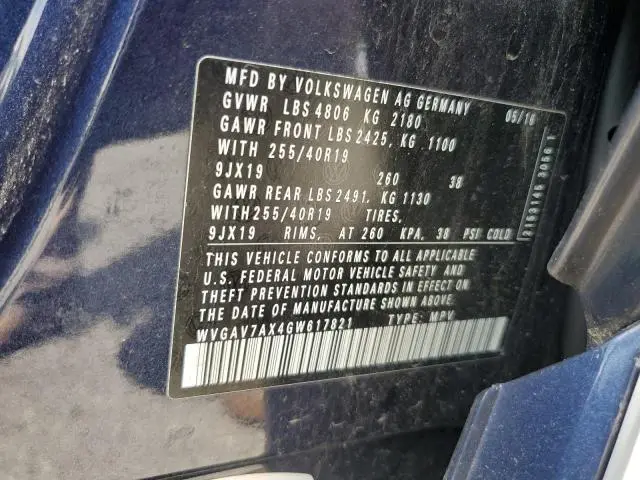 MFD BY VOLKSWAGEN AG GERMANY 05/16
GVWR LBS 4806 KG 2180
GAWR FRONT LBS 2425, KG 1100
WITH 255/40R19
9JX19 260 38
GAWR REAR LBS 2491, KG 1130
WITH 255/40R19 TIRES,
9JX19 RIMS, AT 260 KPA, 38 PSI COLD
THIS VEHICLE CONFORMS TO ALL APPLICABLE
U.S. FEDERAL MOTOR VEHICLE SAFETY AND
THEFT PREVENTION STANDARDS IN EFFECT ON
THE DATE OF MANUFACTURE SHOWN ABOVE.
WVGAV7AX4GW617821 TYPE: MPV